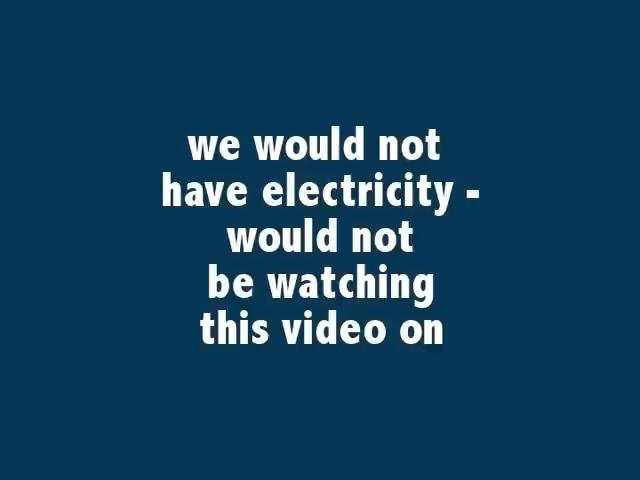 we would not
have electricity -
would not
be watching
this video on